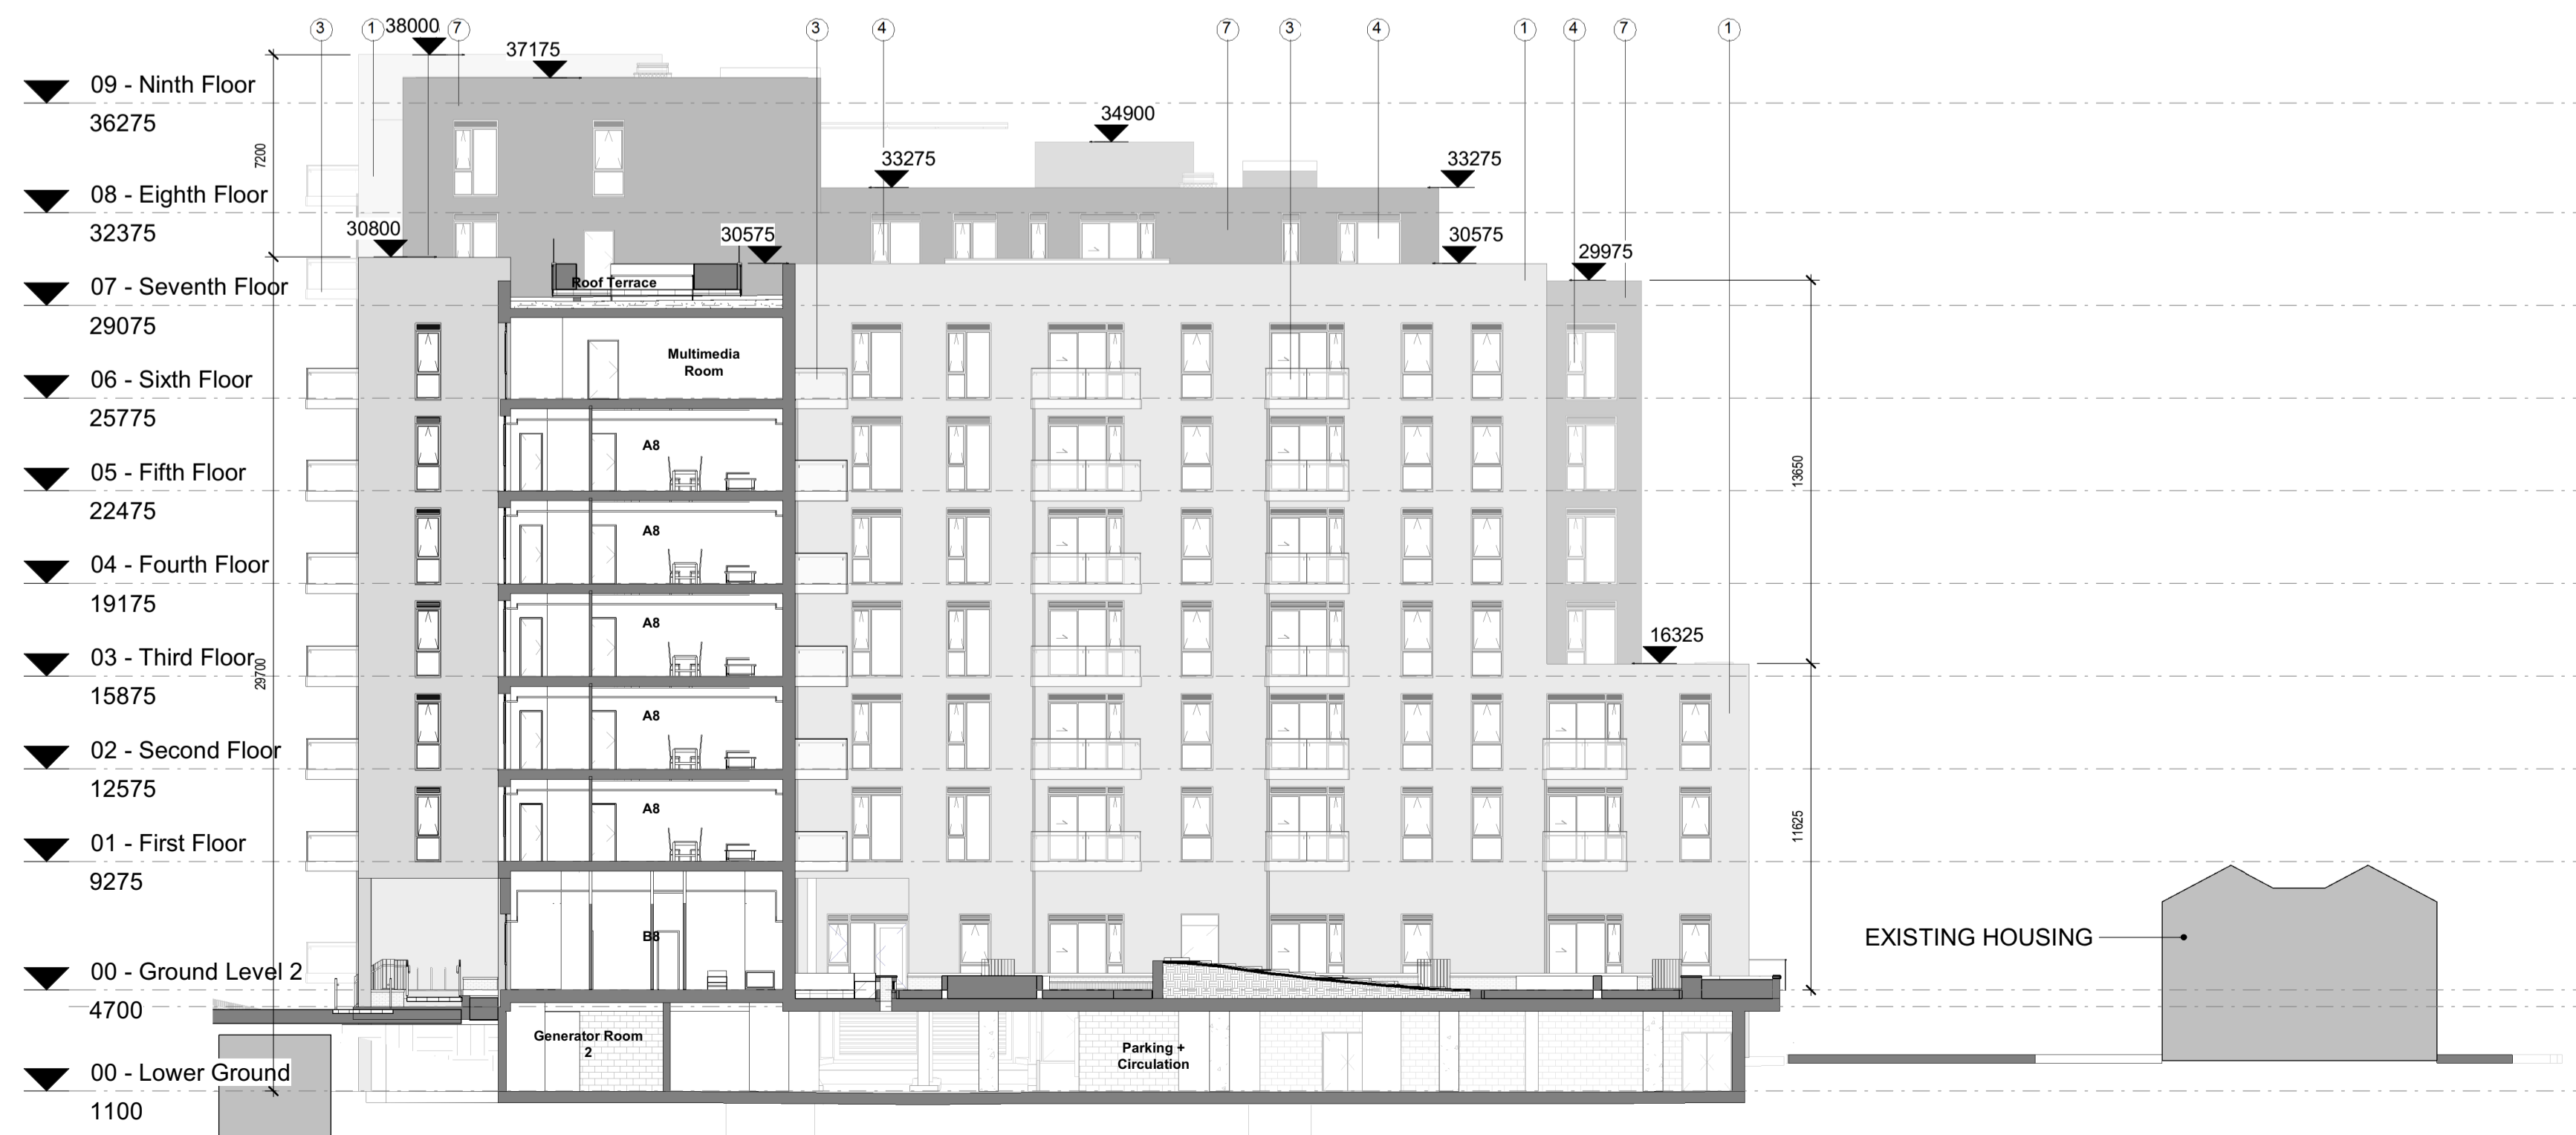 3
1
38000
7
37175
3
4
7
3
4
1
4
7
1
09 - Ninth Floor
36275
7200
34900
33275
33275
08 - Eighth Floor
32375
30800
30575
30575
29975
Roof Terrace
07 - Seventh Floor
29075
Multimedia
Room
06 - Sixth Floor
25775
A8
05 - Fifth Floor
22475
13650
A8
04 - Fourth Floor
19175
A8
03 - Third Floor
15875
29700
16325
A8
02 - Second Floor
12575
A8
01 - First Floor
9275
11625
B8
EXISTING HOUSING
00 - Ground Level 2
4700
Generator Room
2
Parking +
Circulation
00 - Lower Ground
1100